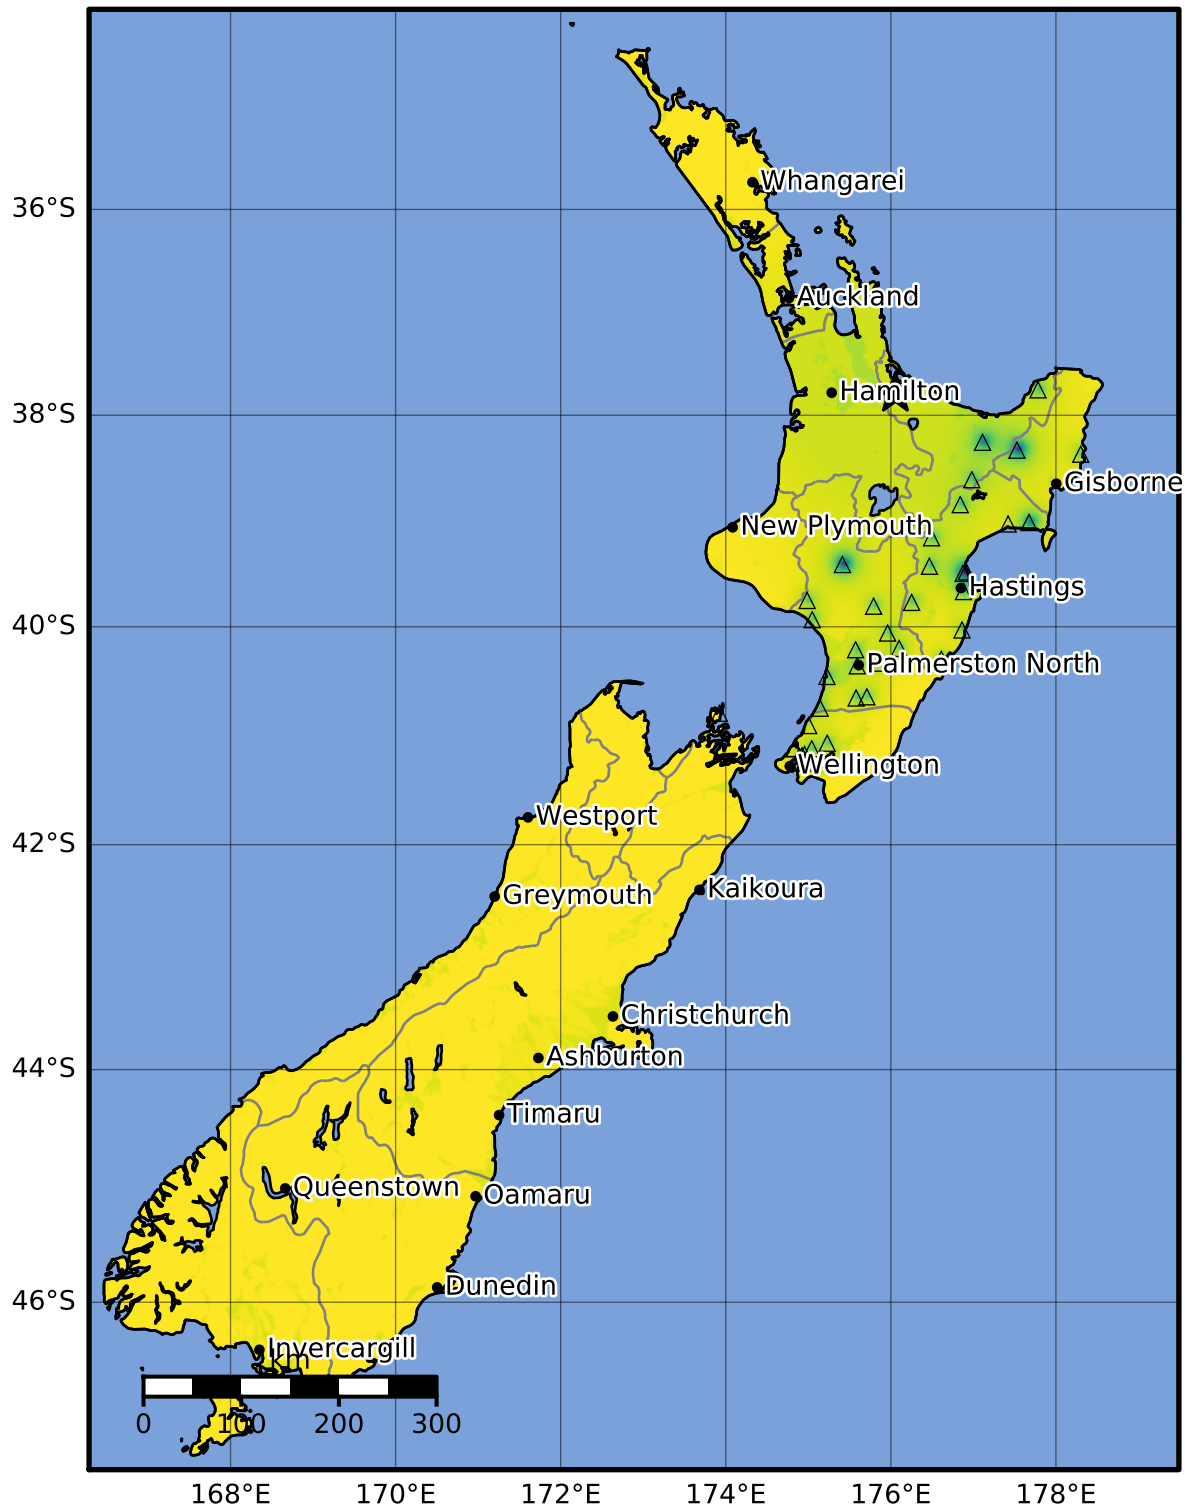 Whangarei
36°S
Auckland
Hamilton
38°S
Gisborne
New Plymouth
Hastings
40°S
Palmerston North
Wellington
Westport
42°S
Kaikoura
Greymouth
Christchurch
Ashburton
44°S
Timaru
Queenstown
Oamaru
Dunedin
46°S
Invercargill
km
0 100 200 300
168°E 170°E 172°E 174°E 176°E 178°E